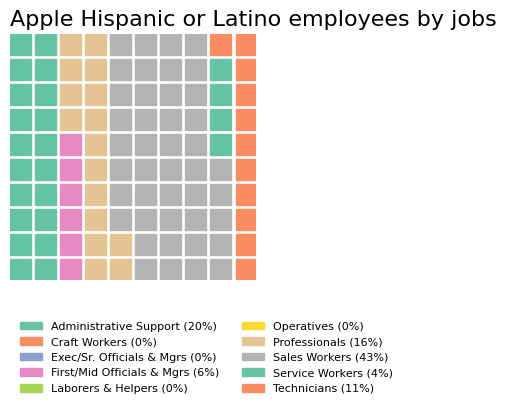 Apple Hispanic or Latino employees by jobs
Administrative Support (20%)
Craft Workers (0%)
Exec/Sr. Officials & Mgrs (0%)
First/Mid Officials & Mgrs (6%)
Laborers & Helpers (0%)
Operatives (0%)
Professionals (16%)
Sales Workers (43%)
Service Workers (4%)
Technicians (11%)